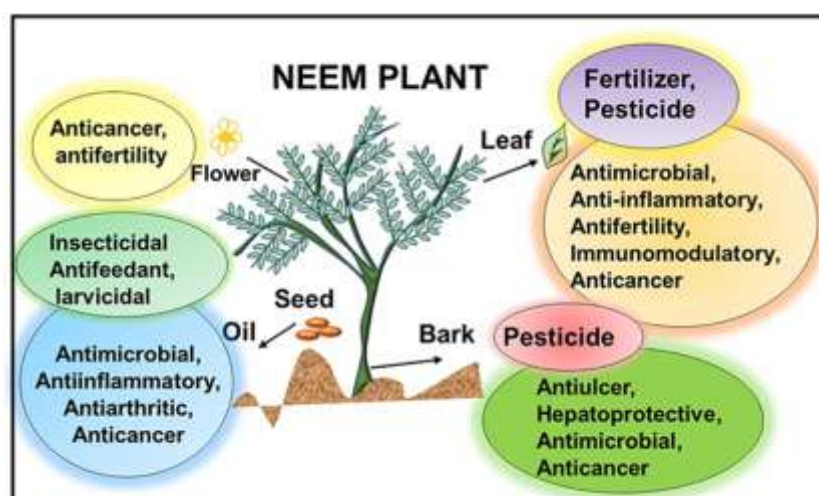 NEEM PLANT
Anticancer,
antifertility
Flower
Leaf
Fertilizer,
Pesticide
Antimicrobial,
Anti-inflammatory,
Antifertility,
Immunomodulatory,
Anticancer
Insecticidal
Antifeedant,
larvicidal
Seed
Oil
Antimicrobial,
Antiinflammatory,
Antiarthritic,
Anticancer
Bark
Pesticide
Antiulcer,
Hepatoprotective,
Antimicrobial,
Anticancer